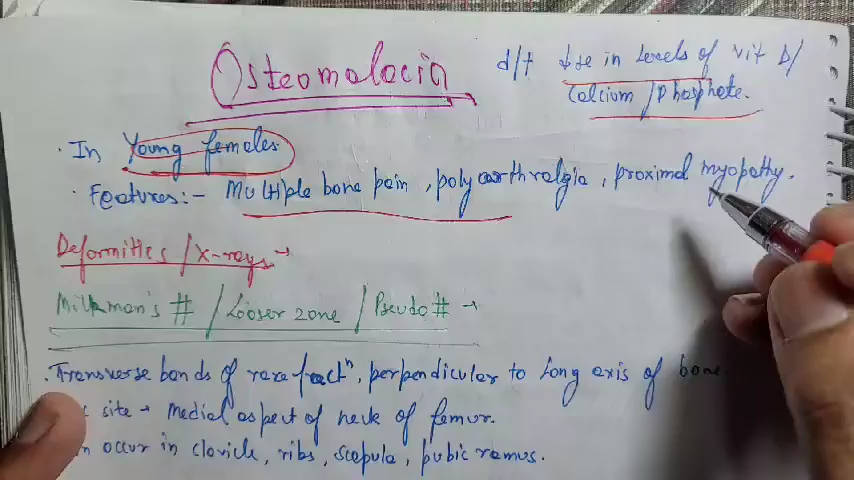 Osteomalacia
d/t ↓se in levels of vit D/
Calcium / Phosphate.
· In Young females
· Features:- Multiple bone pain, polyarthralgia, proximal myopathy.
Deformities / X-rays →
Milkman's # / Looser zone / Pseudo # →
· Transverse bands of rarefactⁿ, perpendicular to long axis of bone.
site → Medial aspect of neck of femur.
occur in clavicle, ribs, scapula, pubic ramus.